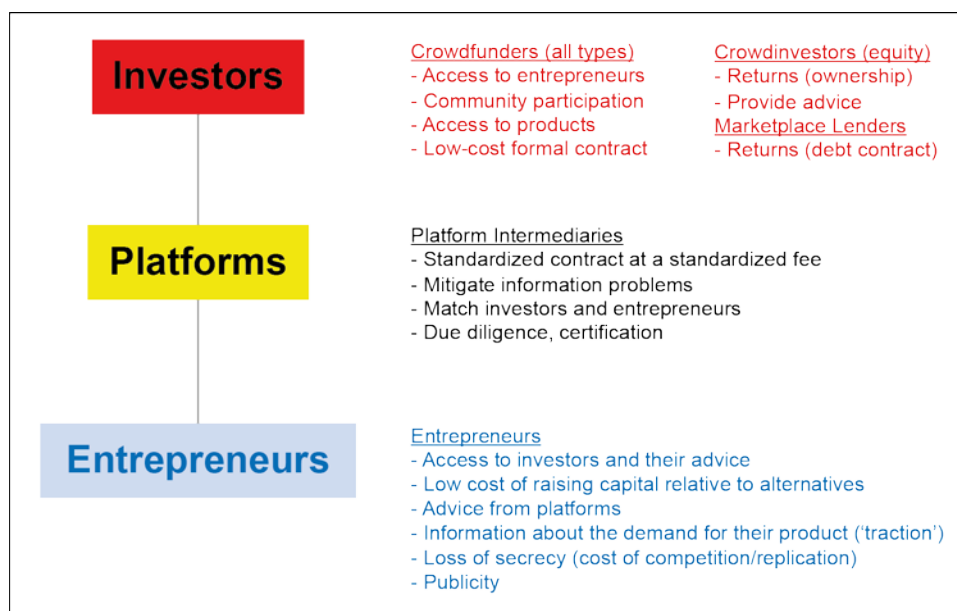 Investors
Crowdfunders (all types)
- Access to entrepreneurs
- Community participation
- Access to products
- Low-cost formal contract
Crowdinvestors (equity)
- Returns (ownership)
- Provide advice
Marketplace Lenders
- Returns (debt contract)
Platforms
Platform Intermediaries
- Standardized contract at a standardized fee
- Mitigate information problems
- Match investors and entrepreneurs
- Due diligence, certification
Entrepreneurs
Entrepreneurs
- Access to investors and their advice
- Low cost of raising capital relative to alternatives
- Advice from platforms
- Information about the demand for their product (‘traction’)
- Loss of secrecy (cost of competition/replication)
- Publicity